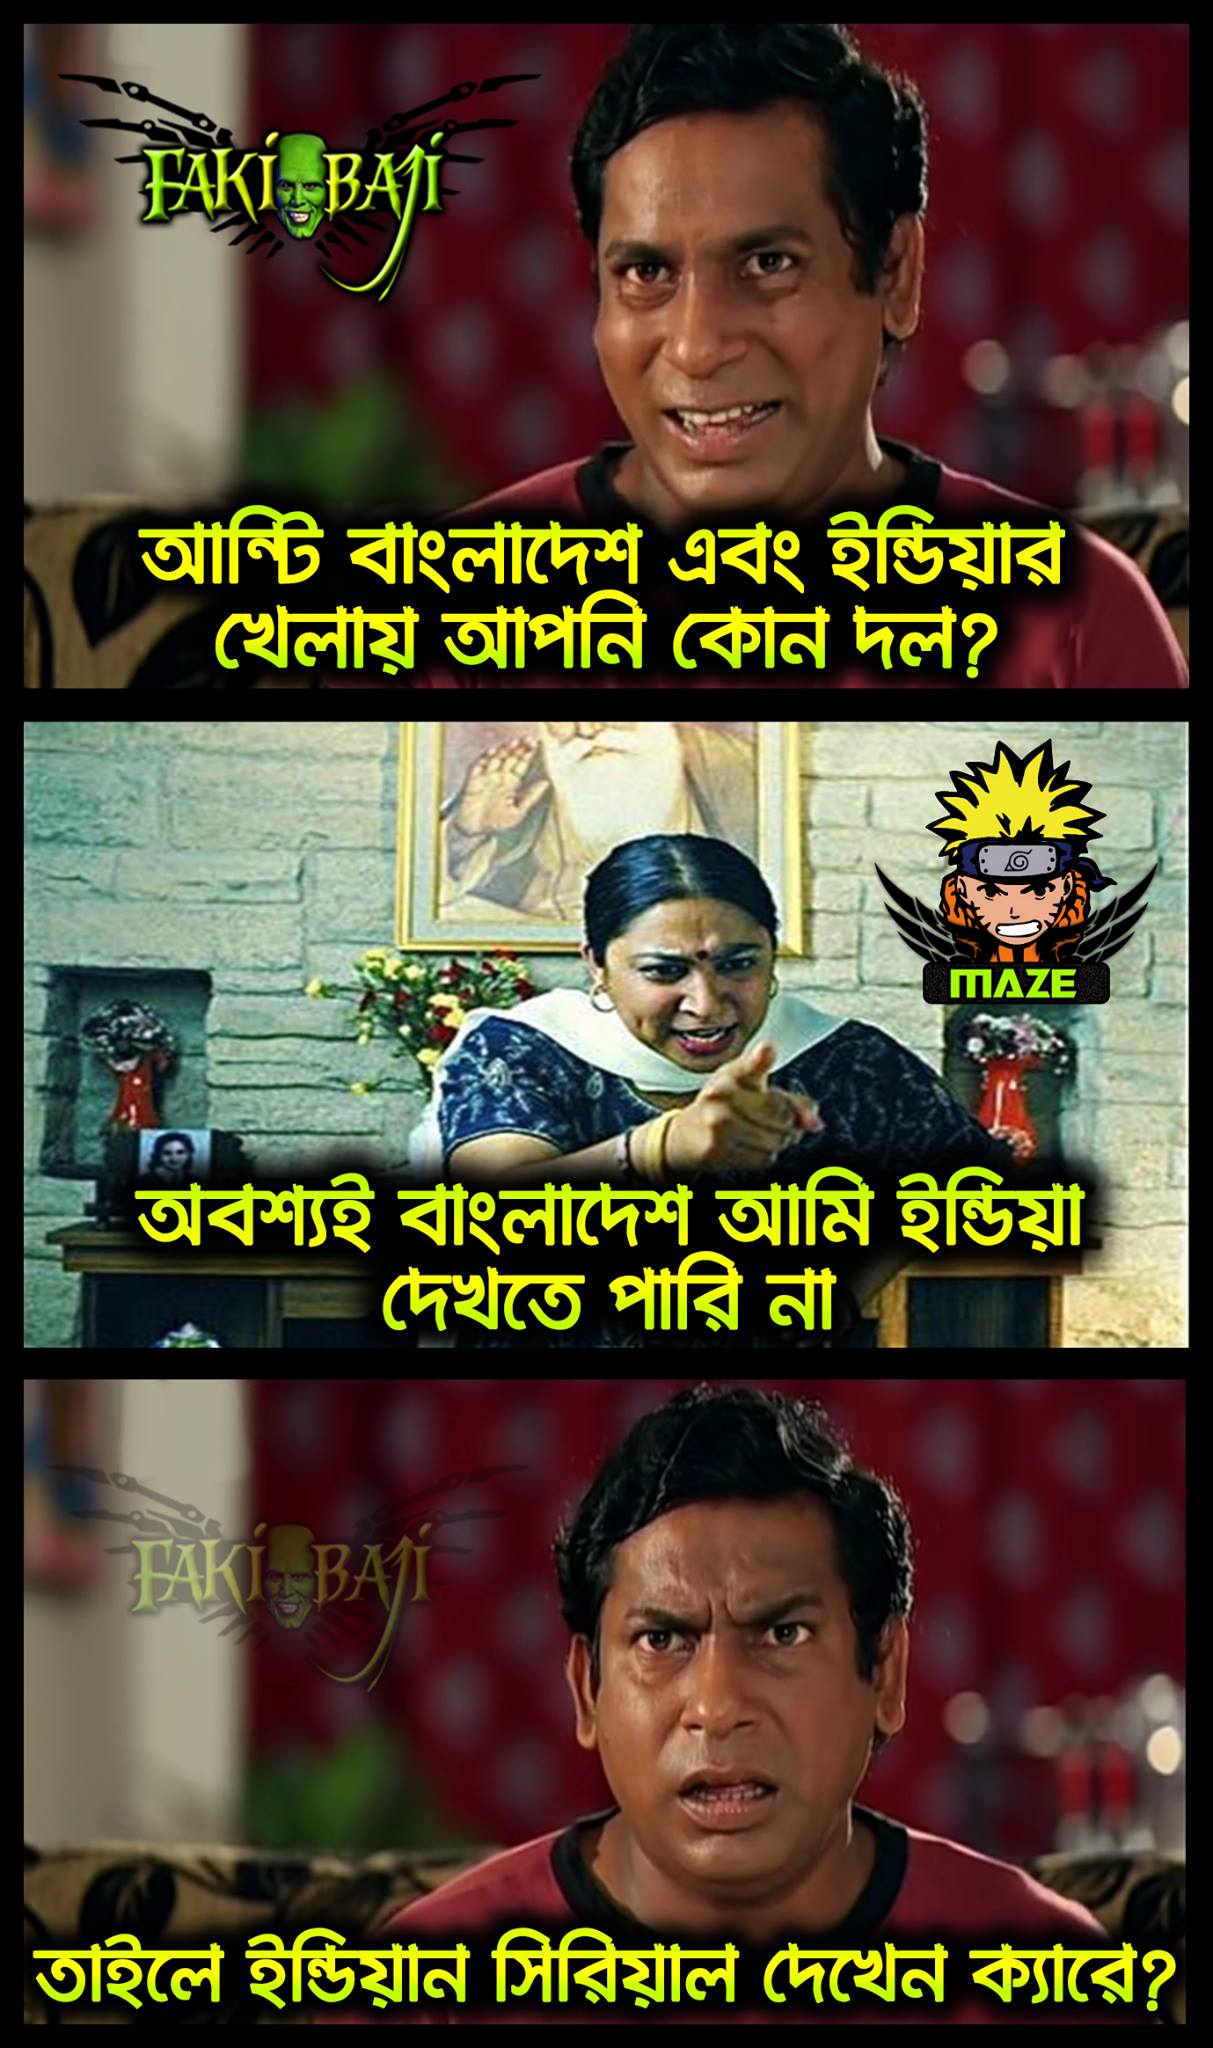 FAKIBAJI
আন্টি বাংলাদেশ এবং ইন্ডিয়ার
খেলায় আপনি কোন দল?
MAZE
অবশ্যই বাংলাদেশ আমি ইন্ডিয়া
দেখতে পারি না
FAKIBAJI
তাইলে ইন্ডিয়ান সিরিয়াল দেখেন ক্যারে?